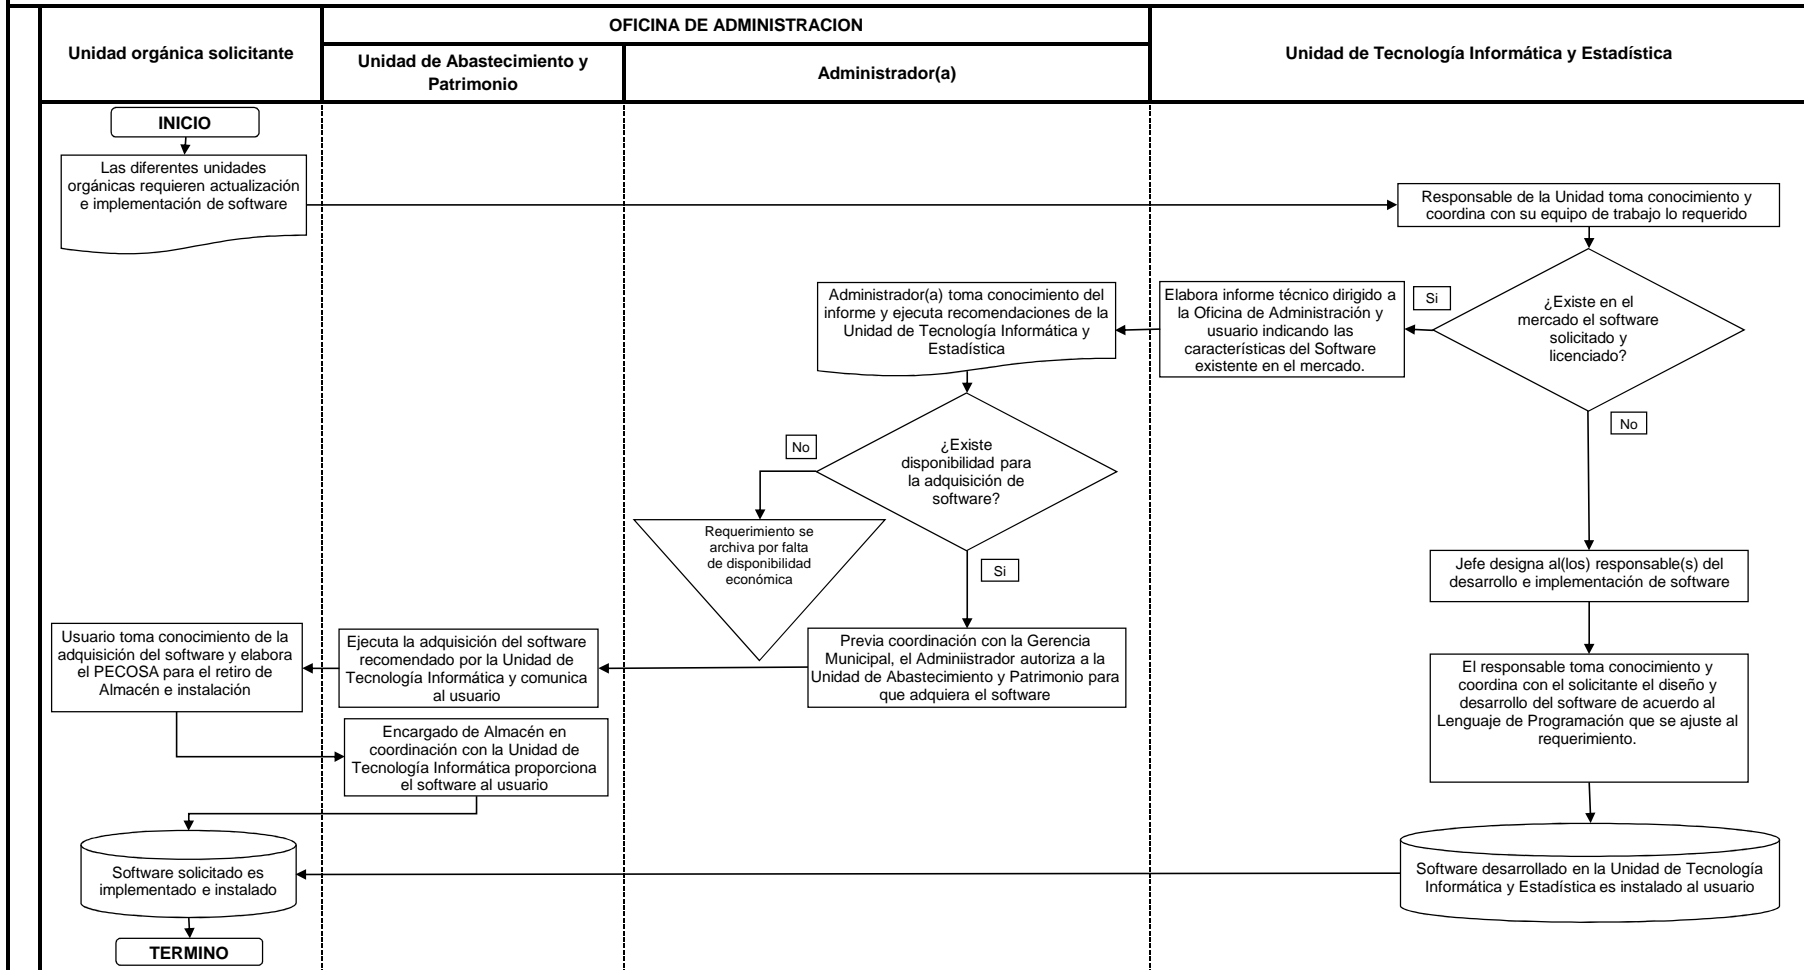 OFICINA DE ADMINISTRACION
Unidad orgánica solicitante
Unidad de Abastecimiento y
Patrimonio
Administrador(a)
Unidad de Tecnología Informática y Estadística
INICIO
Las diferentes unidades
orgánicas requieren actualización
e implementación de software
Responsable de la Unidad toma conocimiento y
coordina con su equipo de trabajo lo requerido
¿Existe en el
mercado el software
solicitado y
licenciado?
Si
No
Elabora informe técnico dirigido a
la Oficina de Administración y
usuario indicando las
características del Software
existente en el mercado.
Administrador(a) toma conocimiento del
informe y ejecuta recomendaciones de la
Unidad de Tecnología Informática y
Estadística
¿Existe
disponibilidad para
la adquisición de
software?
No
Requerimiento se
archiva por falta
de disponibilidad
económica
Si
Previa coordinación con la Gerencia
Municipal, el Adminiistrador autoriza a la
Unidad de Abastecimiento y Patrimonio para
que adquiera el software
Ejecuta la adquisición del software
recomendado por la Unidad de
Tecnología Informática y comunica
al usuario
Usuario toma conocimiento de la
adquisición del software y elabora
el PECOSA para el retiro de
Almacén e instalación
Encargado de Almacén en
coordinación con la Unidad de
Tecnología Informática proporciona
el software al usuario
Jefe designa al(los) responsable(s) del
desarrollo e implementación de software
El responsable toma conocimiento y
coordina con el solicitante el diseño y
desarrollo del software de acuerdo al
Lenguaje de Programación que se ajuste al
requerimiento.
Software desarrollado en la Unidad de Tecnología
Informática y Estadística es instalado al usuario
Software solicitado es
implementado e instalado
TERMINO